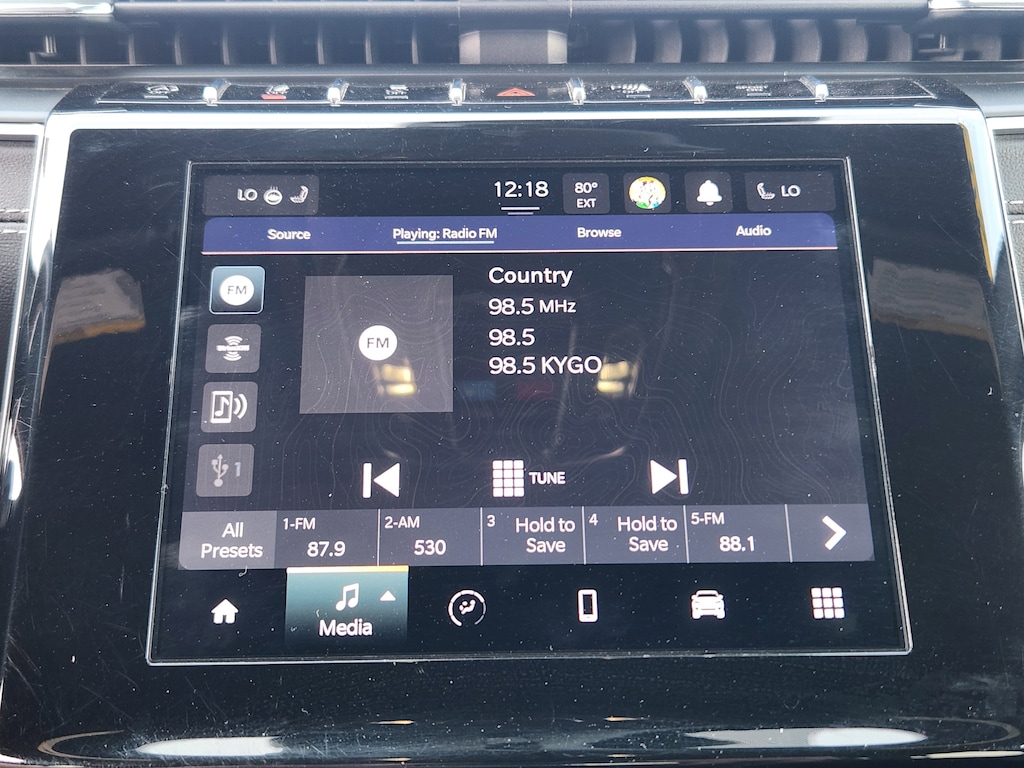 LO
12:18
80°
EXT
LO
Source
Playing: Radio FM
Browse
Audio
FM
FM
Country
98.5 MHz
98.5
98.5 KYGO
1
TUNE
All
Presets
1-FM
87.9
2-AM
530
3
Hold to
Save
4
Hold to
Save
5-FM
88.1
Media